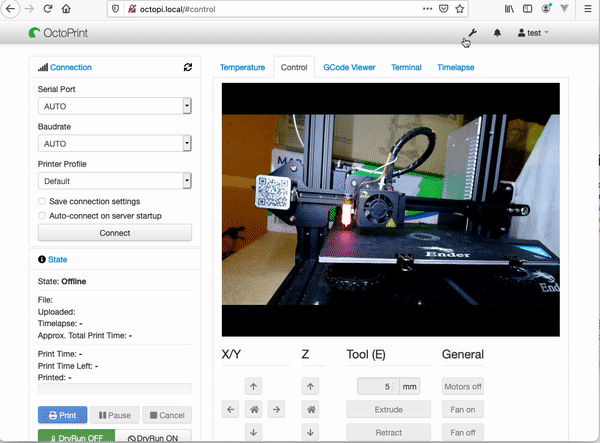 octopi.local/#control
OctoPrint
test
Connection
Serial Port
AUTO
Baudrate
AUTO
Printer Profile
Default
Save connection settings
Auto-connect on server startup
Connect
State
State: Offline
File:
Uploaded:
Timelapse: -
Approx. Total Print Time: -
Print Time: -
Print Time Left: -
Printed: -
Print
Pause
Cancel
DryRun OFF
DryRun ON
Temperature
Control
GCode Viewer
Terminal
Timelapse
Ender
ENDE
X/Y
Z
Tool (E)
General
5
mm
Motors off
Extrude
Fan on
Retract
Fan off